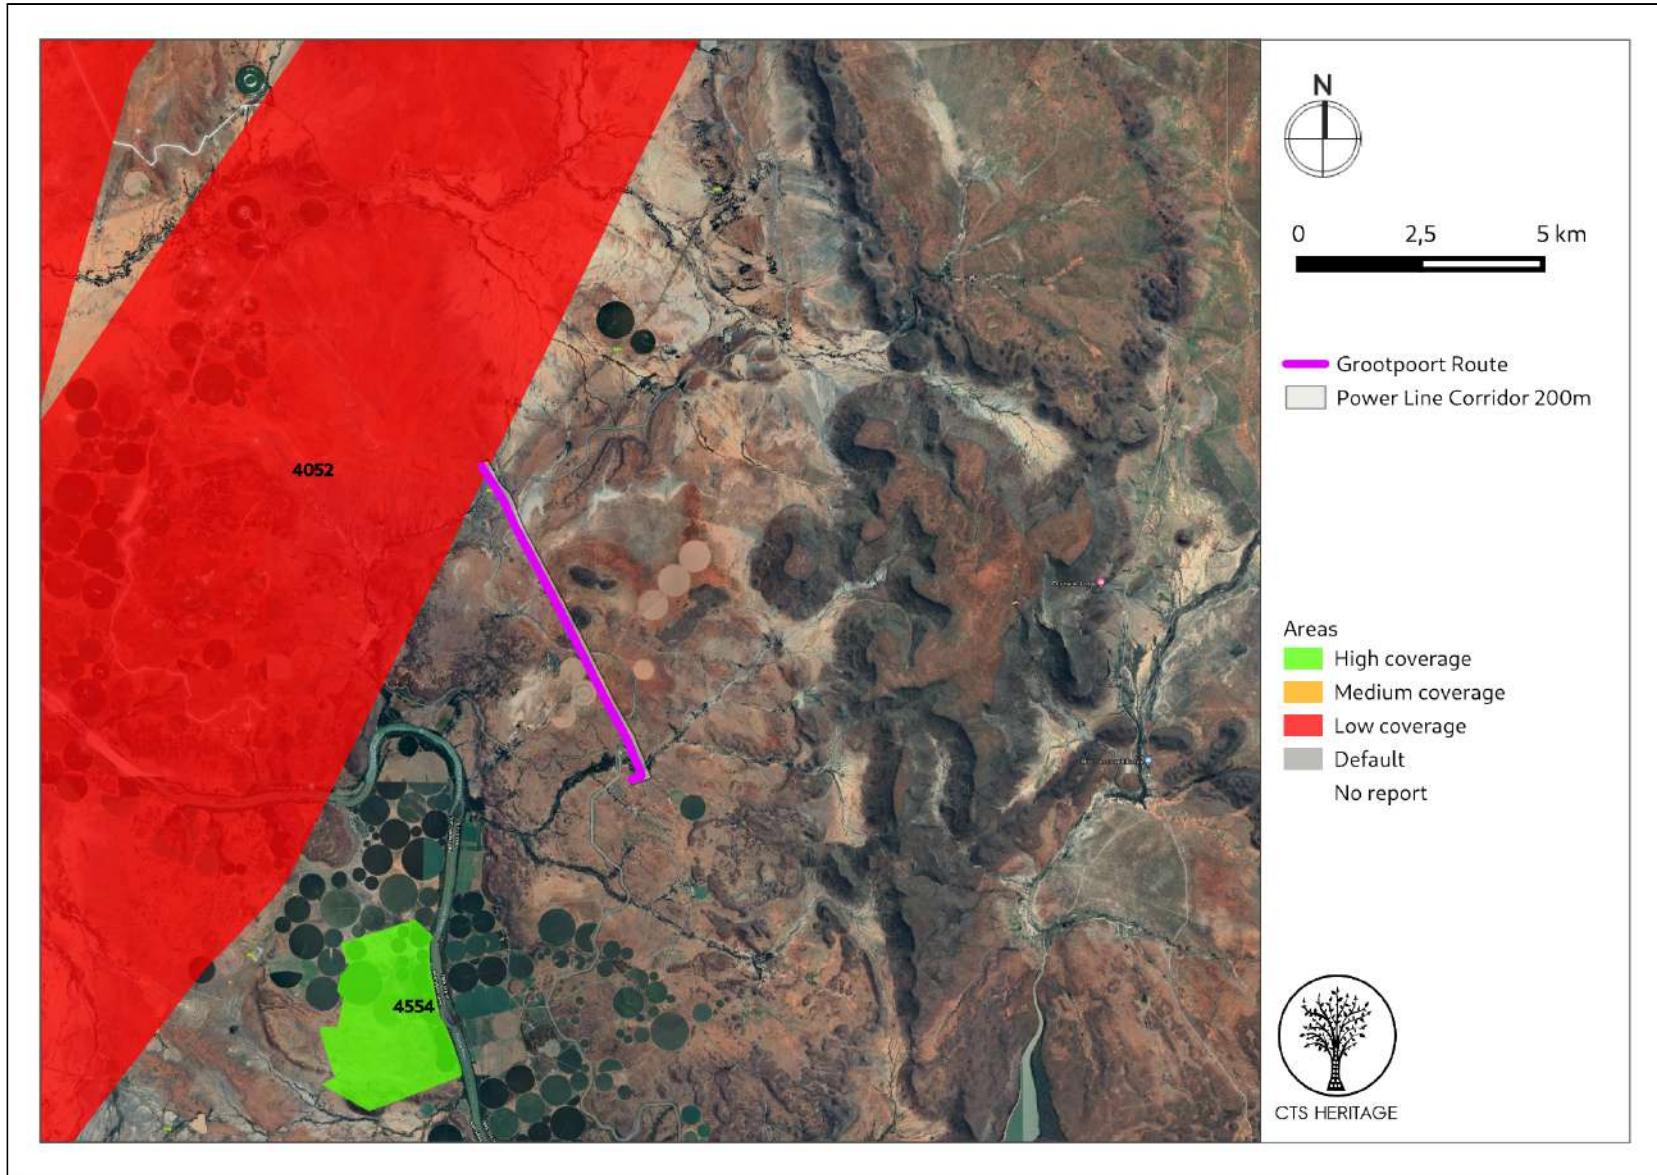 N
0 2,5 5 km
Grootpoort Route
Power Line Corridor 200m
4052
Areas
High coverage
Medium coverage
Low coverage
Default
No report
4554
CTS HERITAGE